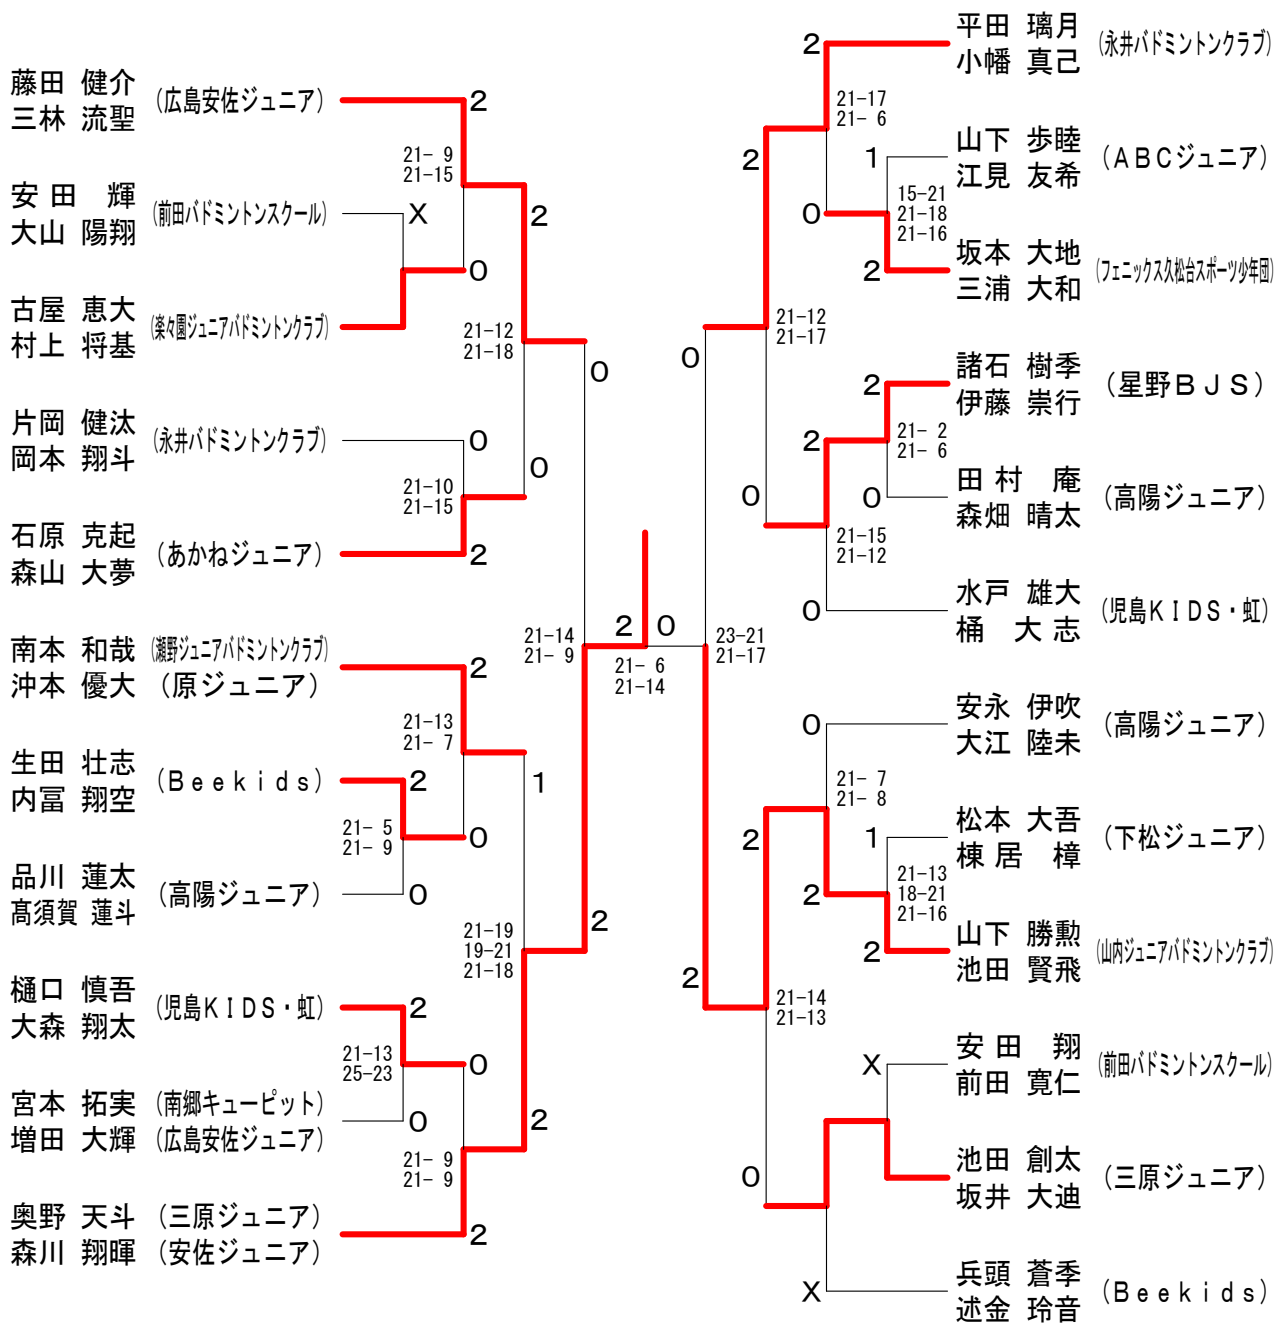 藤田 健介
三林 流聖
(広島安佐ジュニア)
2
21- 9
21-15
安田 輝
大山 陽翔
(前田バドミントンスクール)
X
2
0
古屋 恵大
村上 将基
(楽々園ジュニアバドミントンクラブ)
21-12
21-18
0
片岡 健汰
岡本 翔斗
(永井バドミントンクラブ)
0
0
21-10
21-15
石原 克起
森山 大夢
(あかねジュニア)
2
南本 和哉
沖本 優大
(瀬野ジュニアバドミントンクラブ)
(原ジュニア)
2
21-14
21- 9
21-13
21- 7
生田 壮志
内冨 翔空
(Beekids)
2
1
21- 5
21- 9
0
品川 蓮太
髙須賀 蓮斗
(高陽ジュニア)
0
2
21-19
19-21
21-18
樋口 慎吾
大森 翔太
(児島KIDS・虹)
2
21-13
25-23
0
宮本 拓実
増田 大輝
(南郷キューピット)
(広島安佐ジュニア)
0
2
21- 9
21- 9
奥野 天斗
森川 翔暉
(三原ジュニア)
(安佐ジュニア)
2
2
0
21- 6
21-14
2
平田 璃月
小幡 真己
(永井バドミントンクラブ)
21-17
21- 6
2
1
山下 歩睦
江見 友希
(ABCジュニア)
15-21
21-18
21-16
0
2
坂本 大地
三浦 大和
(フェニックス久松台スポーツ少年団)
21-12
21-17
0
2
諸石 樹季
伊藤 崇行
(星野BJS)
21- 2
21- 6
2
0
0
田村 庵
森畑 晴太
(高陽ジュニア)
21-15
21-12
0
水戸 雄大
桶 大志
(児島KIDS・虹)
23-21
21-17
0
安永 伊吹
大江 陸未
(高陽ジュニア)
21- 7
21- 8
2
1
松本 大吾
棟居 樟
(下松ジュニア)
21-13
18-21
21-16
2
2
山下 勝勲
池田 賢飛
(山内ジュニアバドミントンクラブ)
2
21-14
21-13
X
安田 翔
前田 寛仁
(前田バドミントンスクール)
0
池田 創太
坂井 大迪
(三原ジュニア)
X
兵頭 蒼季
述金 玲音
(Beekids)